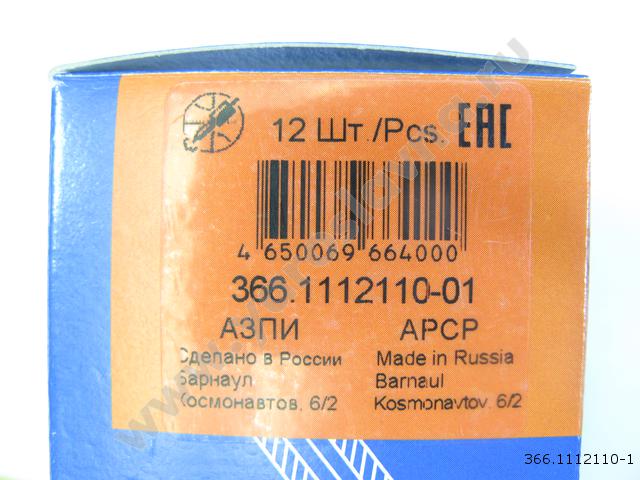 12 Шт./Pcs. EAC
4 650069 664000
366.1112110-01
АЗПИ APCP
Сделано в России Made in Russia
Барнаул Barnaul
Космонавтов, 6/2 Kosmonavtov, 6/2
366.1112110-1